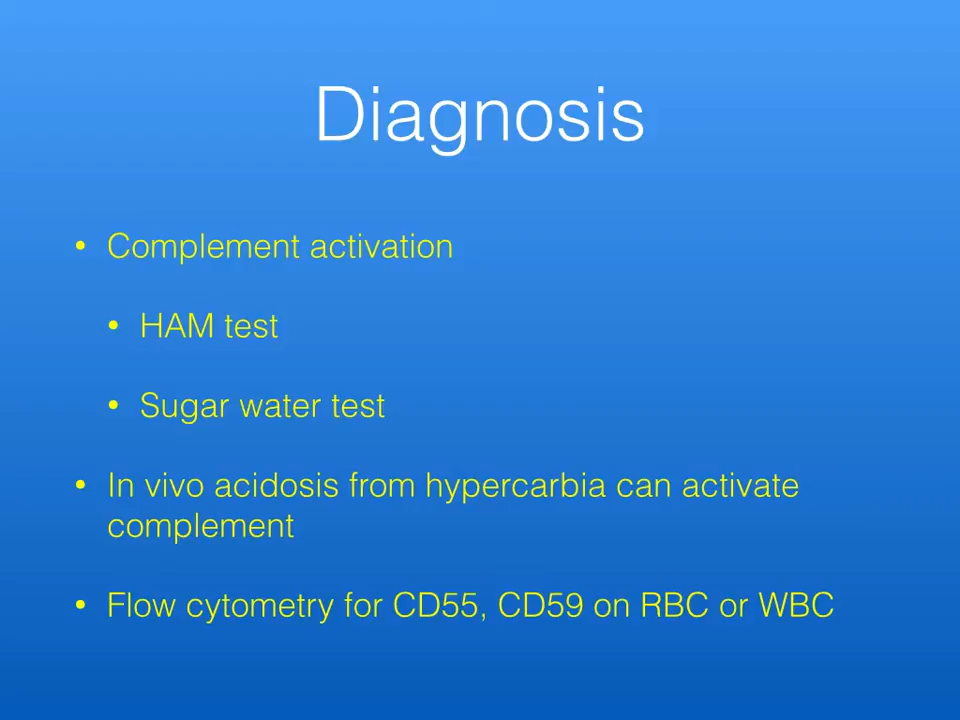 Diagnosis
• Complement activation
• HAM test
• Sugar water test
• In vivo acidosis from hypercarbia can activate
complement
• Flow cytometry for CD55, CD59 on RBC or WBC